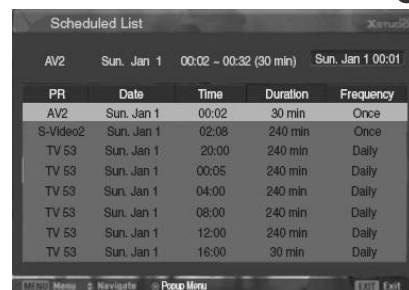 Scheduled List
AV2 Sun. Jan 1 00:02 ~ 00:32 (30 min) Sun. Jan 1 00:01
PR Date Time Duration Frequency
AV2 Sun. Jan 1 00:02 30 min Once
S-Video2 Sun. Jan 1 02:08 240 min Once
TV 53 Sun. Jan 1 20:00 240 min Daily
TV 53 Sun. Jan 1 00:05 240 min Daily
TV 53 Sun. Jan 1 04:00 240 min Daily
TV 53 Sun. Jan 1 08:00 240 min Daily
TV 53 Sun. Jan 1 12:00 240 min Daily
TV 53 Sun. Jan 1 16:00 30 min Daily
MENU Menu Navigate Popup Menu EXIT Exit